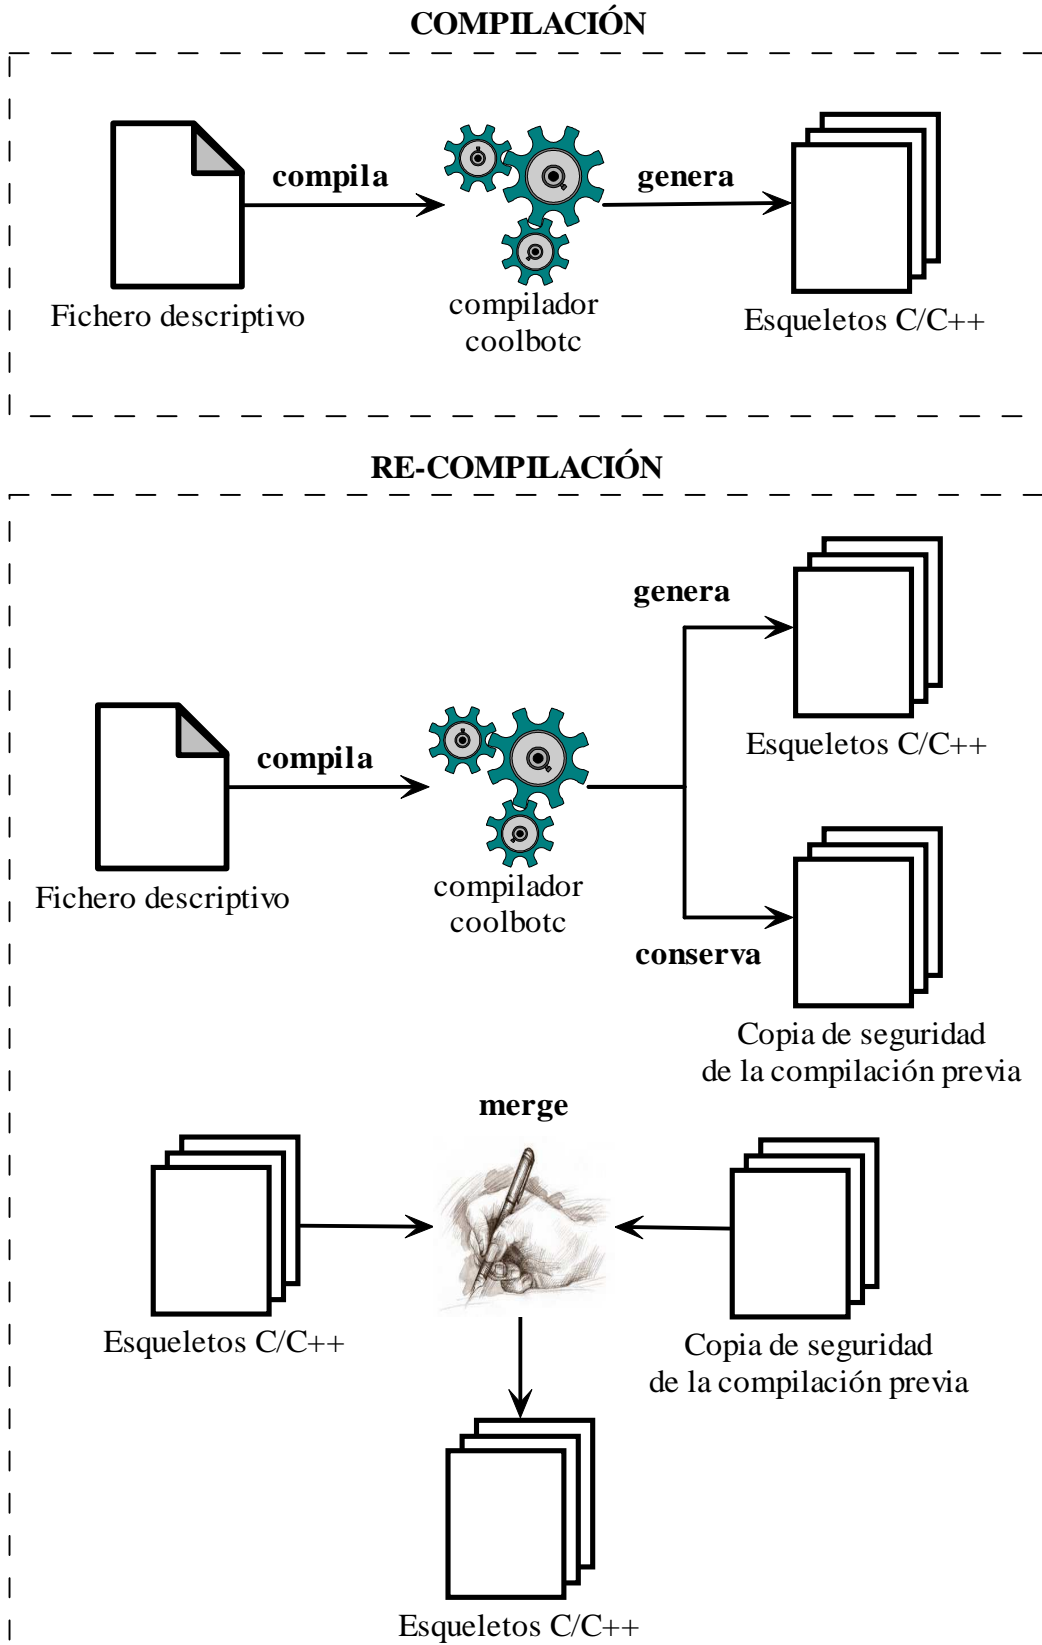 COMPILACIÓN
compila
genera
Fichero descriptivo
compilador
coolbotc
Esqueletos C/C++
RE-COMPILACIÓN
genera
Esqueletos C/C++
compila
Fichero descriptivo
compilador
coolbotc
conserva
Copia de seguridad
de la compilación previa
merge
Esqueletos C/C++
Copia de seguridad
de la compilación previa
Esqueletos C/C++